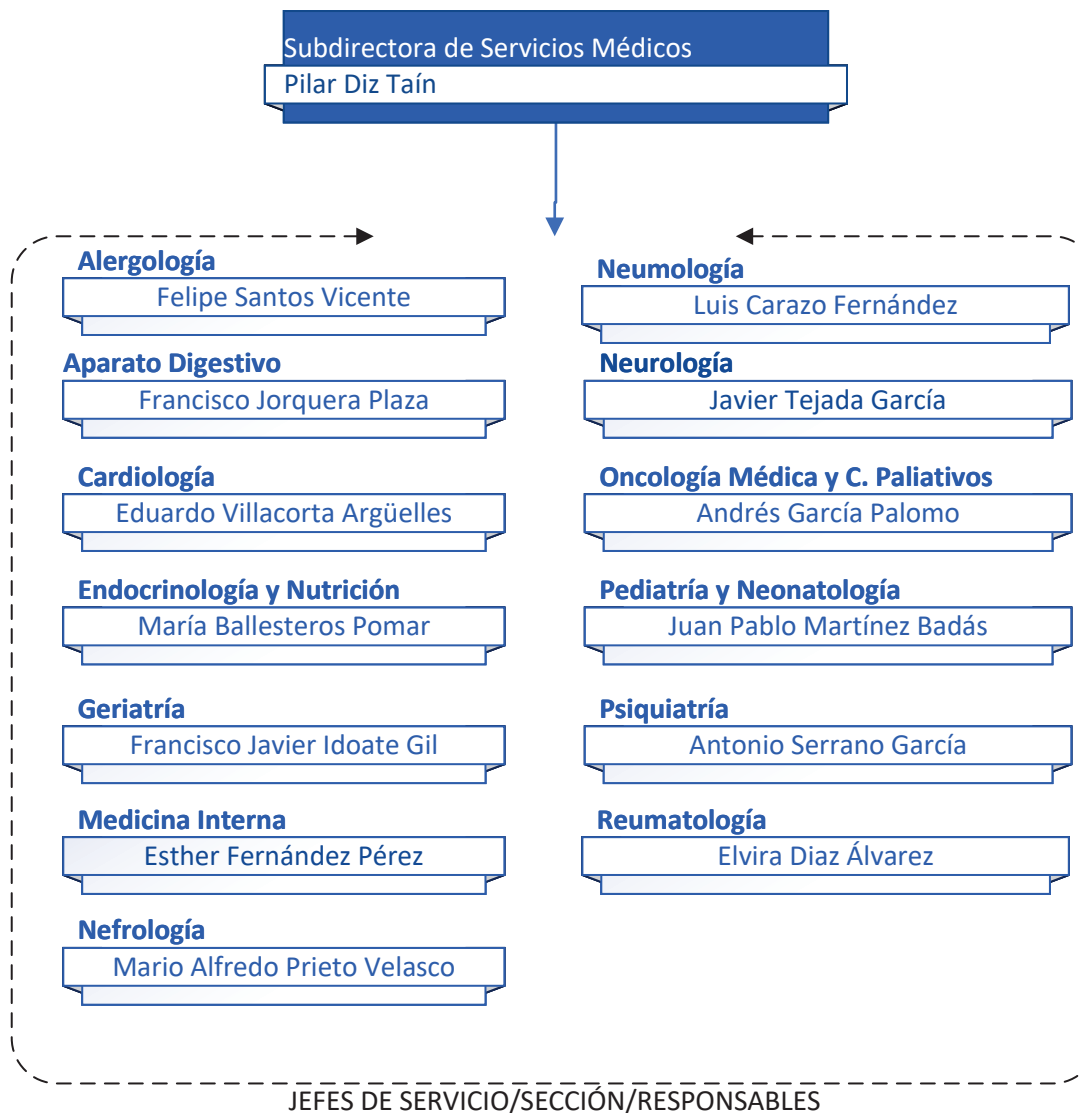 Subdirectora de Servicios Médicos
Pilar Diz Taín
Alergología
Felipe Santos Vicente
Aparato Digestivo
Francisco Jorquera Plaza
Cardiología
Eduardo Villacorta Argüelles
Endocrinología y Nutrición
María Ballesteros Pomar
Geriatría
Francisco Javier Idoate Gil
Medicina Interna
Esther Fernández Pérez
Nefrología
Mario Alfredo Prieto Velasco
Neumología
Luis Carazo Fernández
Neurología
Javier Tejada García
Oncología Médica y C. Paliativos
Andrés García Palomo
Pediatría y Neonatología
Juan Pablo Martínez Badás
Psiquiatría
Antonio Serrano García
Reumatología
Elvira Diaz Álvarez
JEFES DE SERVICIO/SECCIÓN/RESPONSABLES